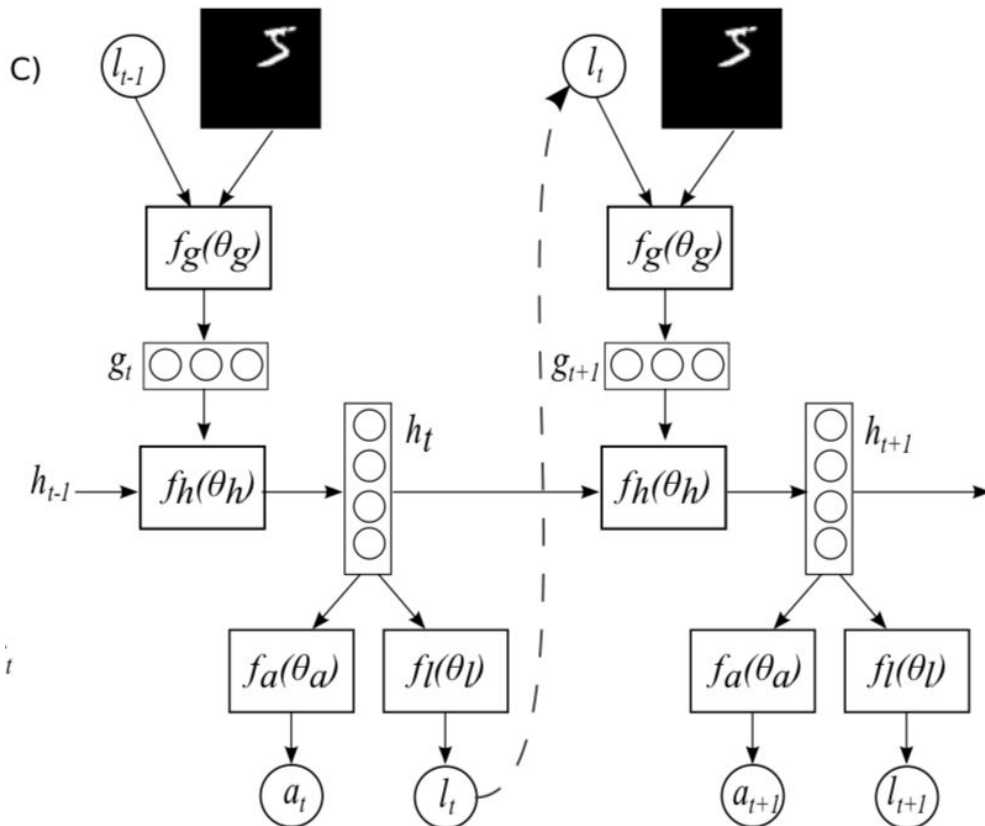 C)
l_{t-1}
l_t
f_g(θ_g)
f_g(θ_g)
g_t
g_{t+1}
h_t
h_{t+1}
h_{t-1}
f_h(θ_h)
f_h(θ_h)
t
f_a(θ_a)
f_l(θ_l)
f_a(θ_a)
f_l(θ_l)
a_t
l_t
a_{t+1}
l_{t+1}